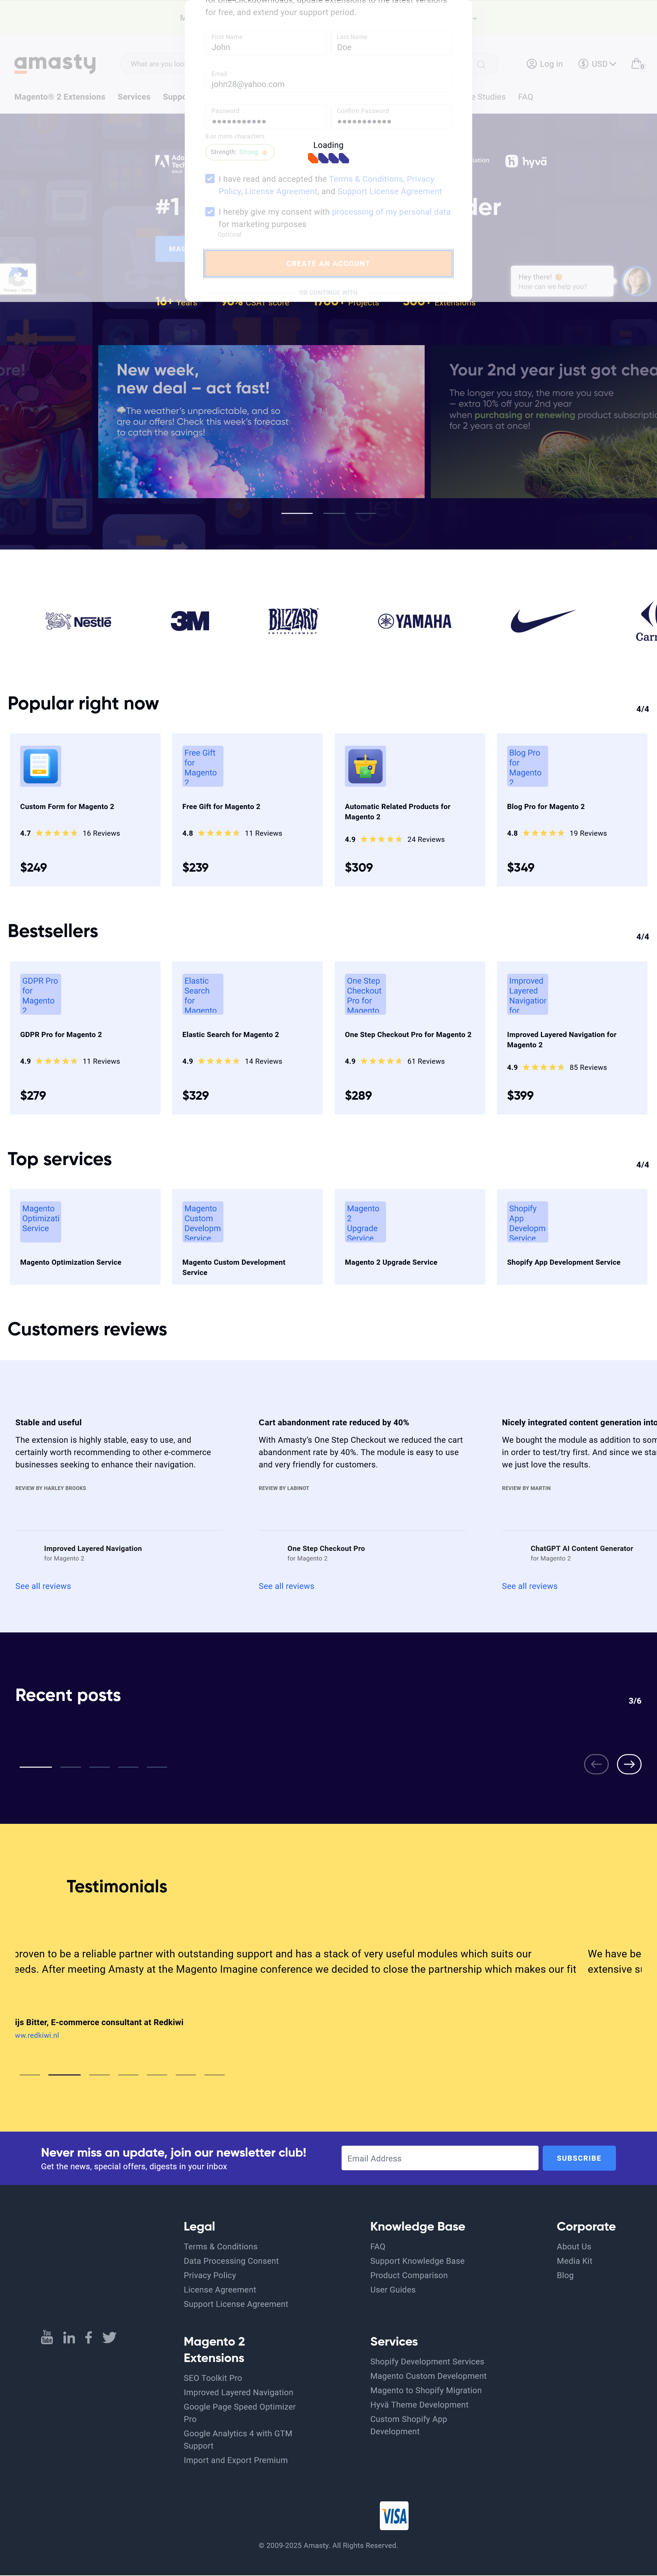 for free, and extend your support period.
First Name
John
Last Name
Doe
Email
john28@yahoo.com
Password
Confirm Password
8 or more characters
Strength: Strong
Loading
I have read and accepted the Terms & Conditions, Privacy
Policy, License Agreement, and Support License Agreement
I hereby give my consent with processing of my personal data
for marketing purposes
Optional
CREATE AN ACCOUNT
OR CONTINUE WITH
amasty
What are you loo
Log in
USD
0
Magento® 2 Extensions
Services
Suppo
e Studies
FAQ
Adob
Tech
hyvä
#1
der
MAG
Hey there!
How can we help you?
16+ Years
98% CSAT score
1900+ Projects
300+ Extensions
ore!
New week,
new deal – act fast!
The weather's unpredictable, and so
are our offers! Check this week's forecast
to catch the savings!
Your 2nd year just got chea
The longer you stay, the more you save
— extra 10% off your 2nd year
when purchasing or renewing product subscriptio
for 2 years at once!
Nestlé
3M
BLIZZARD
ENTERTAINMENT
YAMAHA
Carr
Popular right now
4/4
Free Gift
for
Magento
2
Blog Pro
for
Magento
2
Custom Form for Magento 2
4.7
16 Reviews
$249
Free Gift for Magento 2
4.8
11 Reviews
$239
Automatic Related Products for
Magento 2
4.9
24 Reviews
$309
Blog Pro for Magento 2
4.8
19 Reviews
$349
Bestsellers
4/4
GDPR Pro
for
Magento
2
GDPR Pro for Magento 2
4.9
11 Reviews
$279
Elastic
Search
for
Magento
Elastic Search for Magento 2
4.9
14 Reviews
$329
One Step
Checkout
Pro for
Magento
One Step Checkout Pro for Magento 2
4.9
61 Reviews
$289
Improved
Layered
Navigation
for
Improved Layered Navigation for
Magento 2
4.9
85 Reviews
$399
Top services
4/4
Magento
Optimizati
Service
Magento Optimization Service
Magento
Custom
Developm
Service
Magento Custom Development
Service
Magento
2
Upgrade
Service
Magento 2 Upgrade Service
Shopify
App
Developm
Service
Shopify App Development Service
Customers reviews
Stable and useful
The extension is highly stable, easy to use, and
certainly worth recommending to other e-commerce
businesses seeking to enhance their navigation.
REVIEW BY HARLEY BROOKS
Improved Layered Navigation
for Magento 2
See all reviews
Cart abandonment rate reduced by 40%
With Amasty's One Step Checkout we reduced the cart
abandonment rate by 40%. The module is easy to use
and very friendly for customers.
REVIEW BY LABINOT
One Step Checkout Pro
for Magento 2
See all reviews
Nicely integrated content generation into
We bought the module as addition to som
in order to test/try first. And since we sta
we just love the results.
REVIEW BY MARTIN
ChatGPT AI Content Generator
for Magento 2
See all reviews
Recent posts
3/6
Testimonials
proven to be a reliable partner with outstanding support and has a stack of very useful modules which suits our
eeds. After meeting Amasty at the Magento Imagine conference we decided to close the partnership which makes our fit
ijs Bitter, E-commerce consultant at Redkiwi
ww.redkiwi.nl
We have be
extensive su
Never miss an update, join our newsletter club!
Get the news, special offers, digests in your inbox
Email Address
SUBSCRIBE
Legal
Terms & Conditions
Data Processing Consent
Privacy Policy
License Agreement
Support License Agreement
Knowledge Base
FAQ
Support Knowledge Base
Product Comparison
User Guides
Corporate
About Us
Media Kit
Blog
You
Tube
Magento 2
Extensions
SEO Toolkit Pro
Improved Layered Navigation
Google Page Speed Optimizer
Pro
Google Analytics 4 with GTM
Support
Import and Export Premium
Services
Shopify Development Services
Magento Custom Development
Magento to Shopify Migration
Hyvä Theme Development
Custom Shopify App
Development
VISA
© 2009-2025 Amasty. All Rights Reserved.